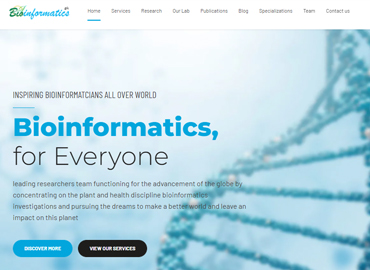 Bioinformatics
Home Services Research Our Lab Publications Blog Specializations Team Contact us
INSPIRING BIOINFORMATCIANS ALL OVER WORLD
Bioinformatics,
for Everyone
leading researchers team functioning for the advancement of the globe by
concentrating on the plant and health discipline bioinformatics
investigations and pursuing the dreams to make a better world and leave an
impact on this planet
DISCOVER MORE VIEW OUR SERVICES